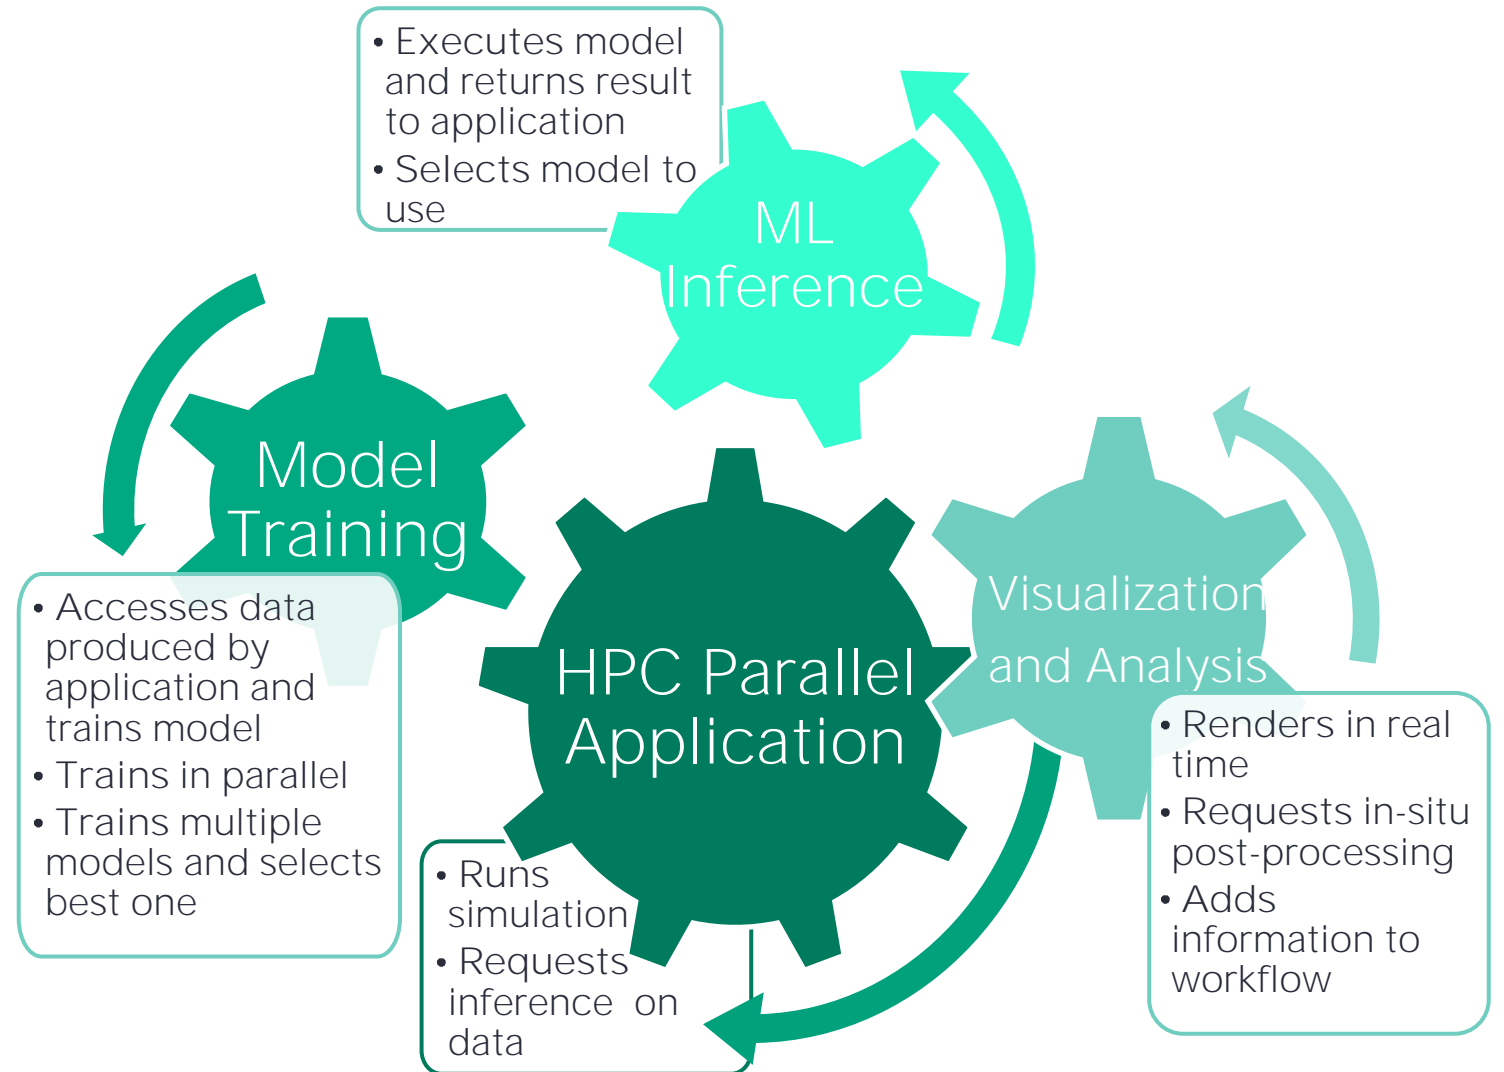 • Executes model
and returns result
to application
• Selects model to
use
ML
Inference
Model
Training
• Accesses data
produced by
application and
trains model
• Trains in parallel
• Trains multiple
models and selects
best one
HPC Parallel
Application
• Runs
simulation
• Requests
inference on
data
Visualization
and Analysis
• Renders in real
time
• Requests in-situ
post-processing
• Adds
information to
workflow